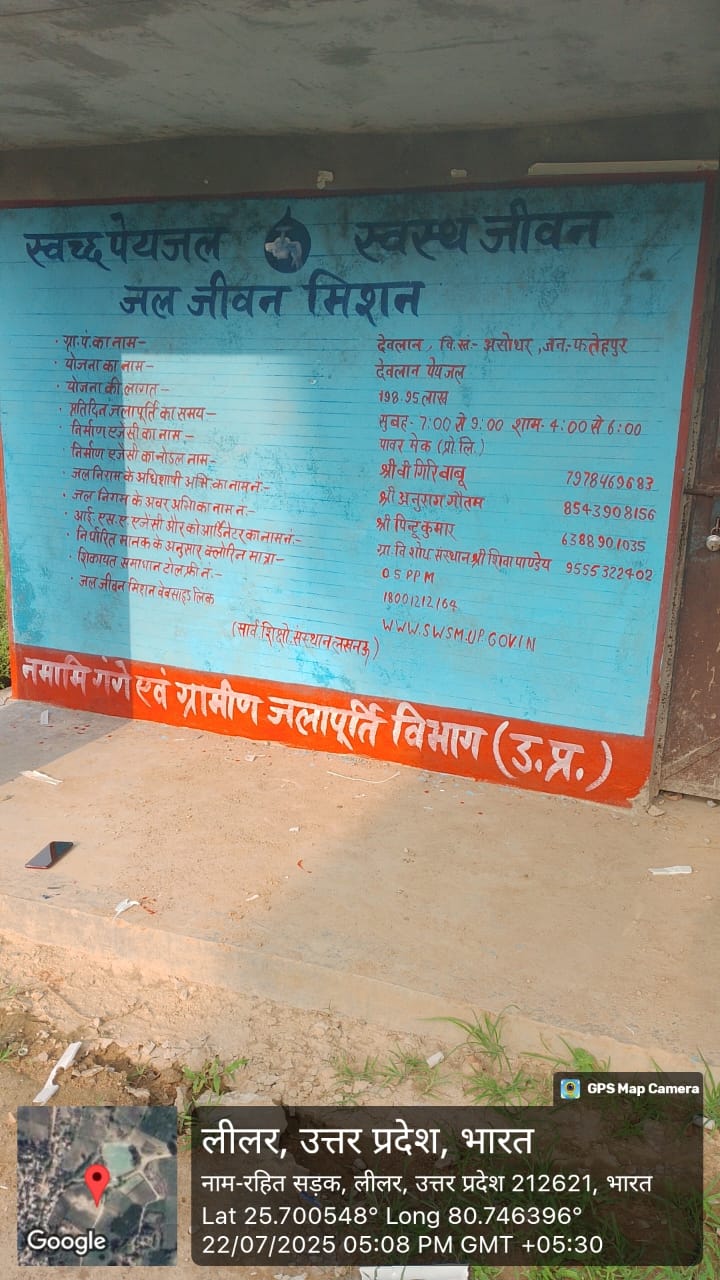 स्वच्छ पेयजल स्वस्थ जीवन
जल जीवन मिशन
· ग्रा.पं. का नाम- देवलान, वि.खं:- असोथर, जन:- फतेहपुर
· योजना का नाम- देवलान पेयजल
· योजना की लागत- 198.95 लाख
· प्रतिदिन जलापूर्ति का समय- सुबह- 7:00 से 9:00 शाम- 4:00 से 6:00
· निर्माण एजेंसी का नाम- पावर मेक (प्रो.लि.)
· निर्माण एजेंसी का नोडल नाम- श्री वी गिरि बाबू 7978469687
· जल निगम के अधिशाषी अभि. का नाम नं:- श्री अनुराग गौतम 8543908156
· जल निगम के अवर अभि. का नाम नं:- श्री पिन्टू कुमार 6388901035
· आई. एस. ए. एजेंसी और कोआर्डिनेटर का नाम नं:- ग्रा. वि शोध संस्थान श्री शिवा पाण्डेय 9555322402
· निर्धारित मानक के अनुसार क्लोरिन मात्रा- 05 PPM
· शिकायत समाधान टोल फ्री नं:- 18001212164
· जल जीवन मिशन वेबसाइड लिंक WWW.SWSM.UP.GOV.IN
नमामि गंगे एवं ग्रामीण जलापूर्ति विभाग (उ.प्र.)
GPS Map Camera
लीलर, उत्तर प्रदेश, भारत
नाम-रहित सड़क, लीलर, उत्तर प्रदेश 212621, भारत
Lat 25.700548° Long 80.746396°
22/07/2025 05:08 PM GMT +05:30
Google